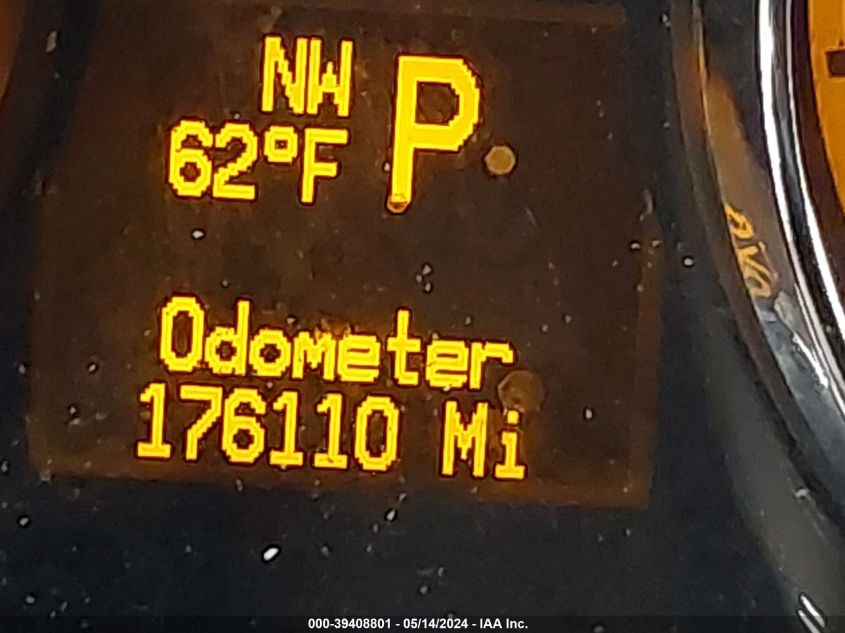 NW P
62°F
Odometer
176110 Mi
000-39408801 - 05/14/2024 - IAA Inc.